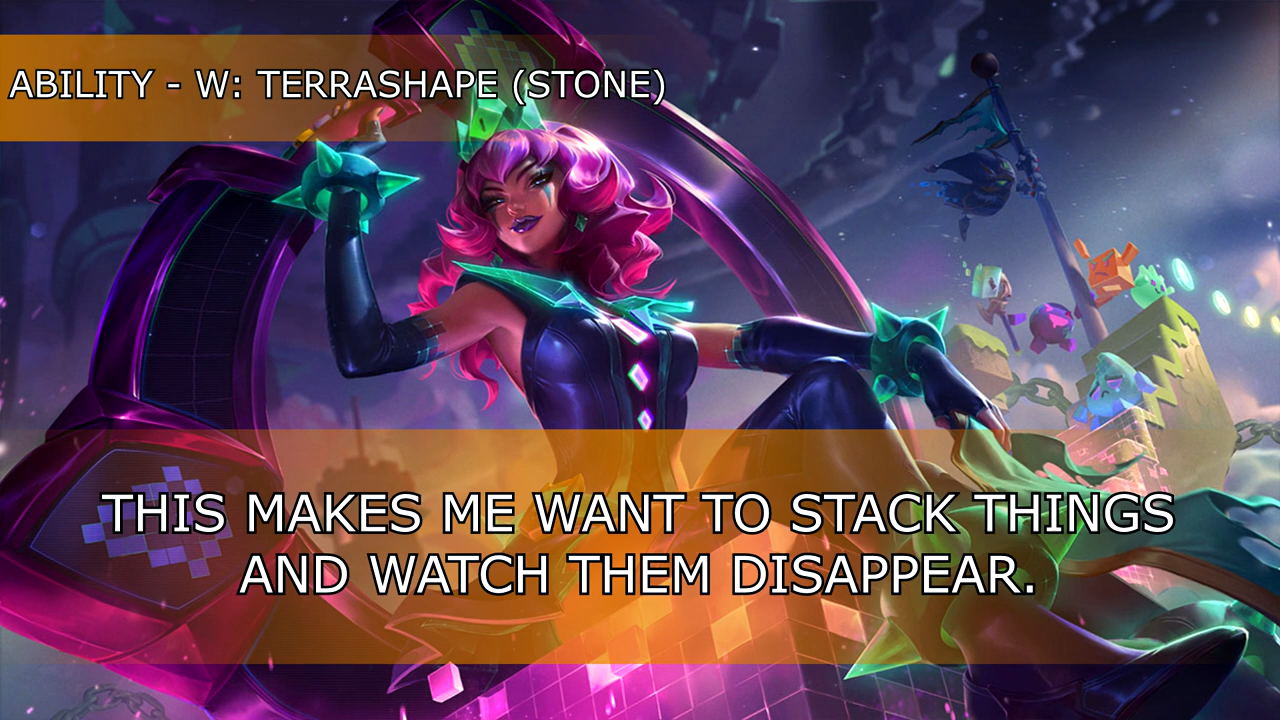 ABILITY - W: TERRASHAPE (STONE)
THIS MAKES ME WANT TO STACK THINGS
AND WATCH THEM DISAPPEAR.